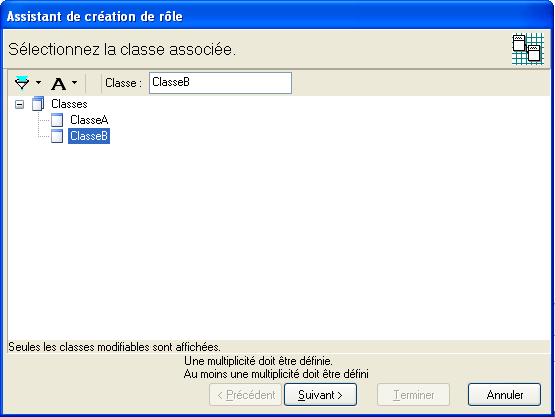 Assistant de création de rôle
Sélectionnez la classe associée.
A Classe : ClasseB
Classes
ClasseA
ClasseB
Seules les classes modifiables sont affichées.
Une multiplicité doit être définie.
Au moins une multiplicité doit être défini
< Précédent Suivant > Terminer Annuler